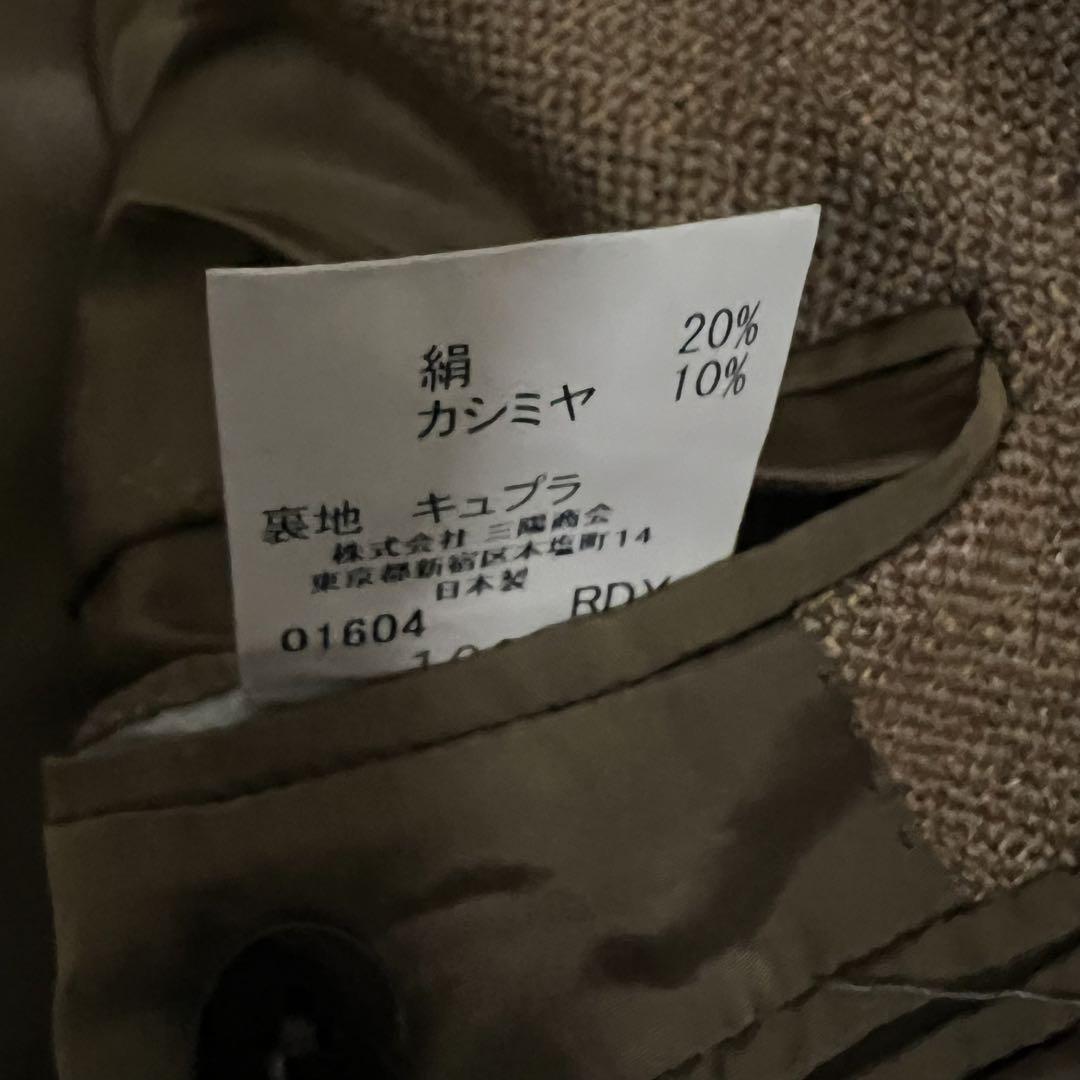 絹 20%
カシミヤ 10%
裏地 キュプラ
株式会社 三陽商会
東京都新宿区本塩町14
日本製
01604 RDX